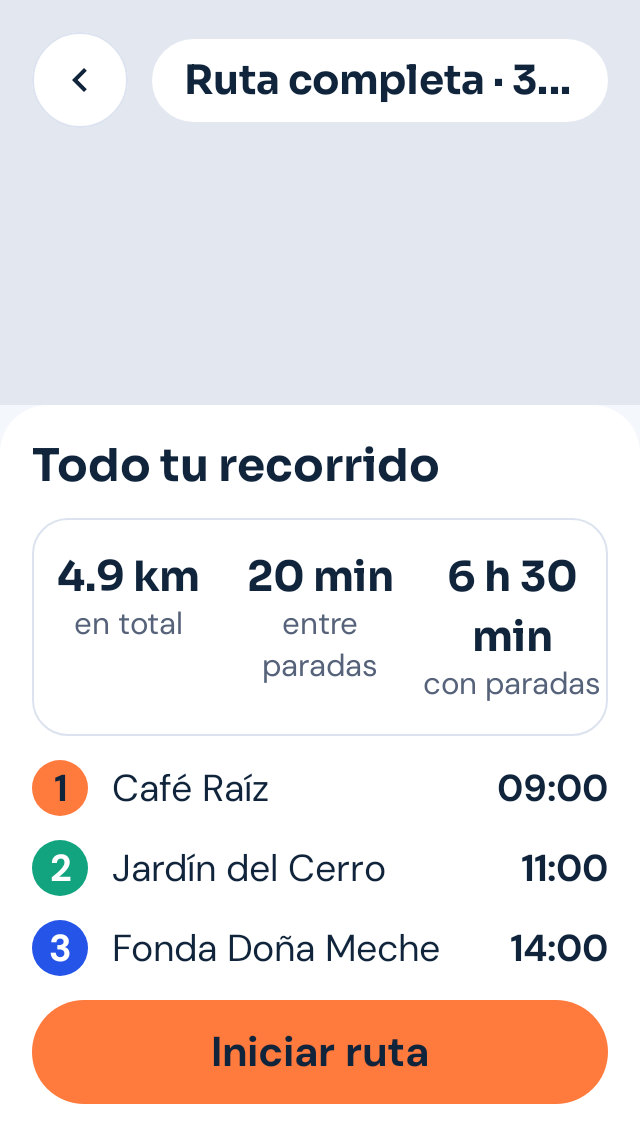 Ruta completa · 3...
Todo tu recorrido
4.9 km
en total
20 min
entre
paradas
6 h 30
min
con paradas
1 Café Raíz 09:00
2 Jardín del Cerro 11:00
3 Fonda Doña Meche 14:00
Iniciar ruta